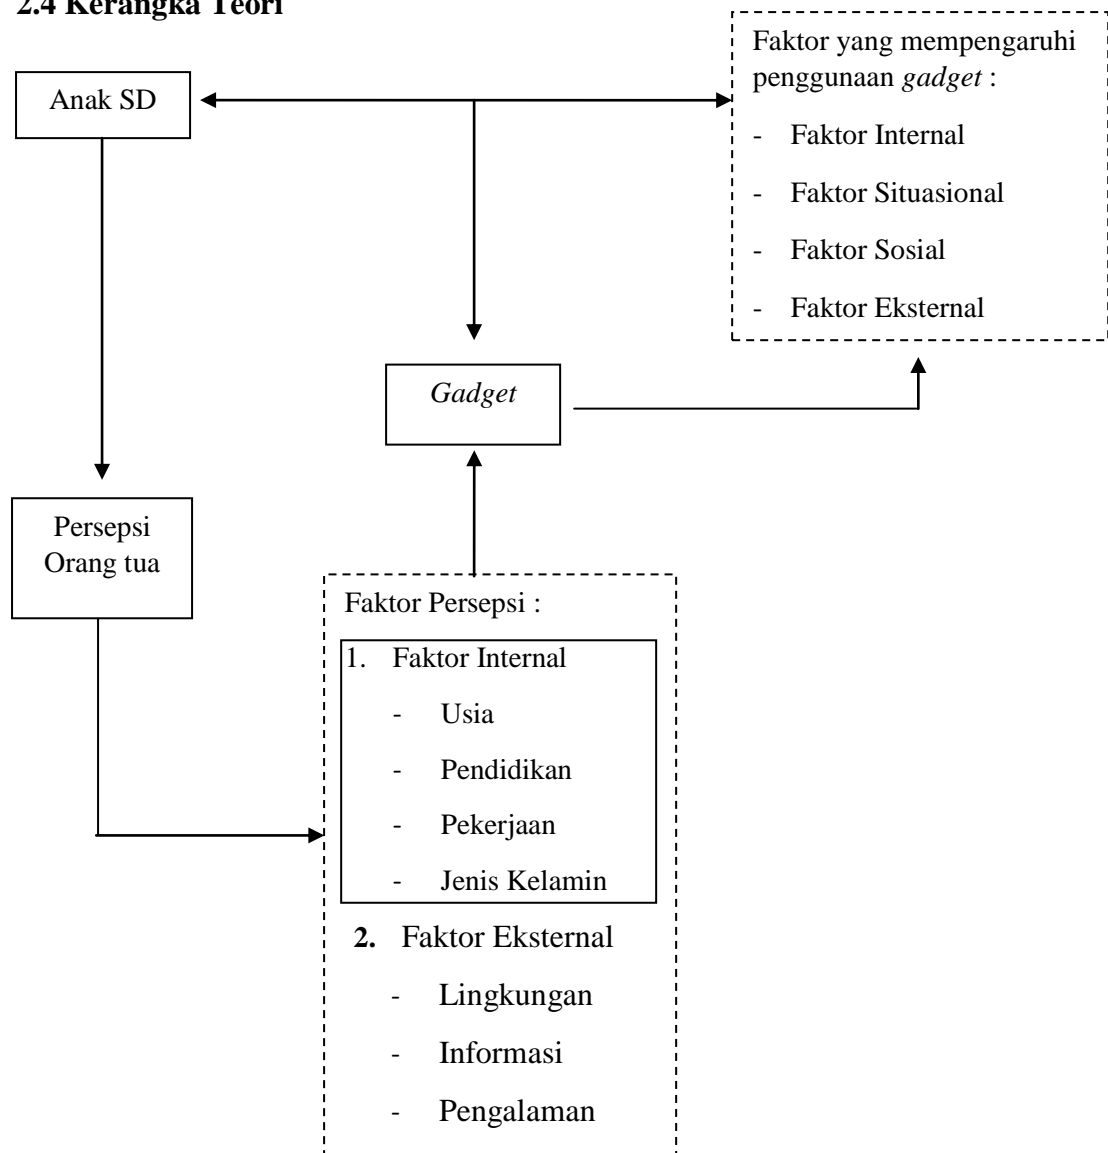 2.4 Kerangka Teori
Anak SD
Faktor yang mempengaruhi
penggunaan gadget :
- Faktor Internal
- Faktor Situasional
- Faktor Sosial
- Faktor Eksternal
Gadget
Persepsi
Orang tua
Faktor Persepsi :
1. Faktor Internal
- Usia
- Pendidikan
- Pekerjaan
- Jenis Kelamin
2. Faktor Eksternal
- Lingkungan
- Informasi
- Pengalaman